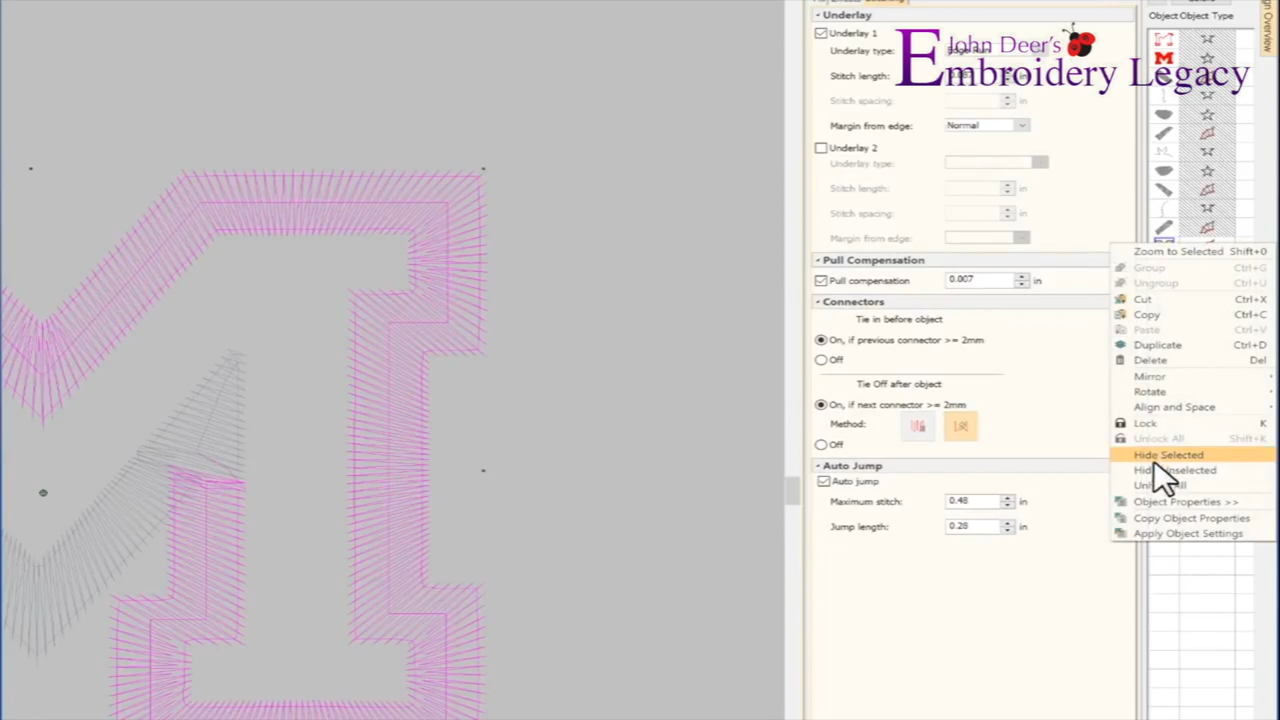 Underlay
Underlay 1
Underlay type:
Stitch length:
Stitch spacing:
in
Margin from edge:
Normal
Underlay 2
Underlay type:
Stitch length:
in
Stitch spacing:
in
Margin from edge:
Pull Compensation
Pull compensation
0.007
in
Connectors
Tie in before object
On, if previous connector >= 2mm
Off
Tie Off after object
On, if next connector >= 2mm
Method:
Off
Auto Jump
Auto jump
Maximum stitch:
0.48
in
Jump length:
0.28
in
John Deer's
Embroidery Legacy
Object Object Type
Zoom to Selected Shift+0
Group Ctrl+G
Ungroup Ctrl+U
Cut Ctrl+X
Copy Ctrl+C
Paste Ctrl+V
Duplicate Ctrl+D
Delete Del
Mirror
Rotate
Align and Space
Lock K
Unlock All Shift+K
Hide Selected
Object Properties >>
Copy Object Properties
Apply Object Settings